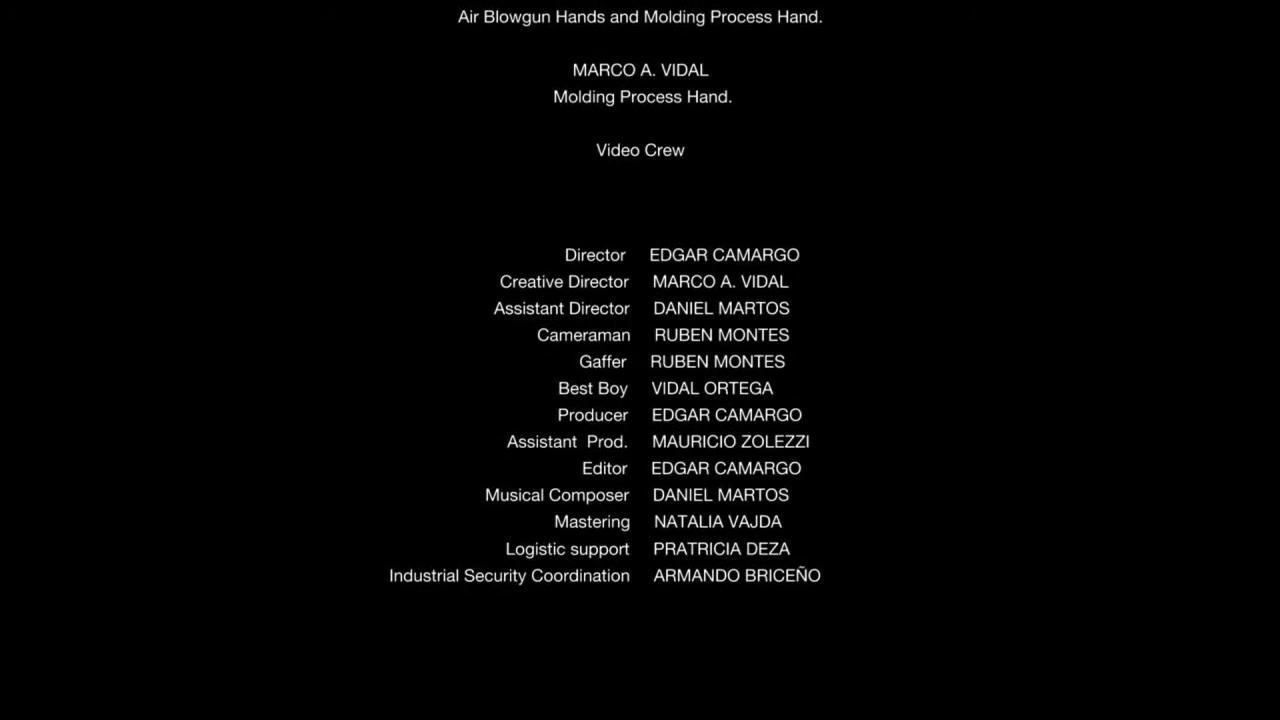 Air Blowgun Hands and Molding Process Hand.
MARCO A. VIDAL
Molding Process Hand.
Video Crew
Director EDGAR CAMARGO
Creative Director MARCO A. VIDAL
Assistant Director DANIEL MARTOS
Cameraman RUBEN MONTES
Gaffer RUBEN MONTES
Best Boy VIDAL ORTEGA
Producer EDGAR CAMARGO
Assistant Prod. MAURICIO ZOLEZZI
Editor EDGAR CAMARGO
Musical Composer DANIEL MARTOS
Mastering NATALIA VAJDA
Logistic support PRATRICIA DEZA
Industrial Security Coordination ARMANDO BRICEÑO